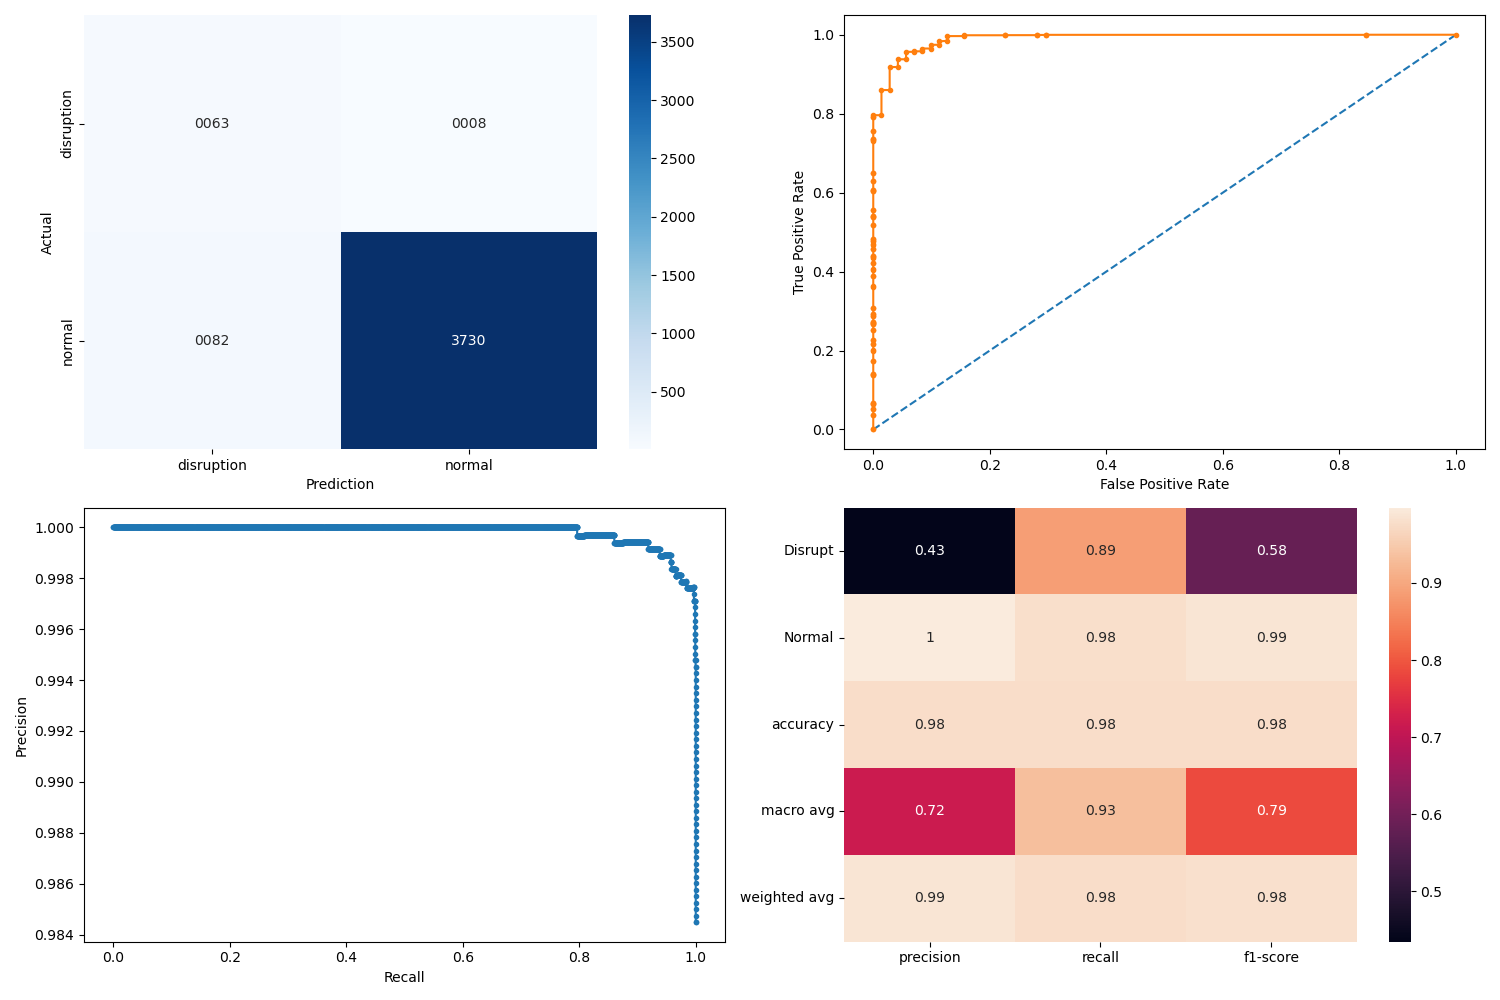 disruption
normal
Actual
0063
0008
0082
3730
disruption
normal
Prediction
3500
3000
2500
2000
1500
1000
500
True Positive Rate
1.0
0.8
0.6
0.4
0.2
0.0
0.0
0.2
0.4
0.6
0.8
1.0
False Positive Rate
Precision
1.000
0.998
0.996
0.994
0.992
0.990
0.988
0.986
0.984
0.0
0.2
0.4
0.6
0.8
1.0
Recall
Disrupt 0.43 0.89 0.58
Normal 1 0.98 0.99
accuracy 0.98 0.98 0.98
macro avg 0.72 0.93 0.79
weighted avg 0.99 0.98 0.98
precision recall f1-score
0.9
0.8
0.7
0.6
0.5